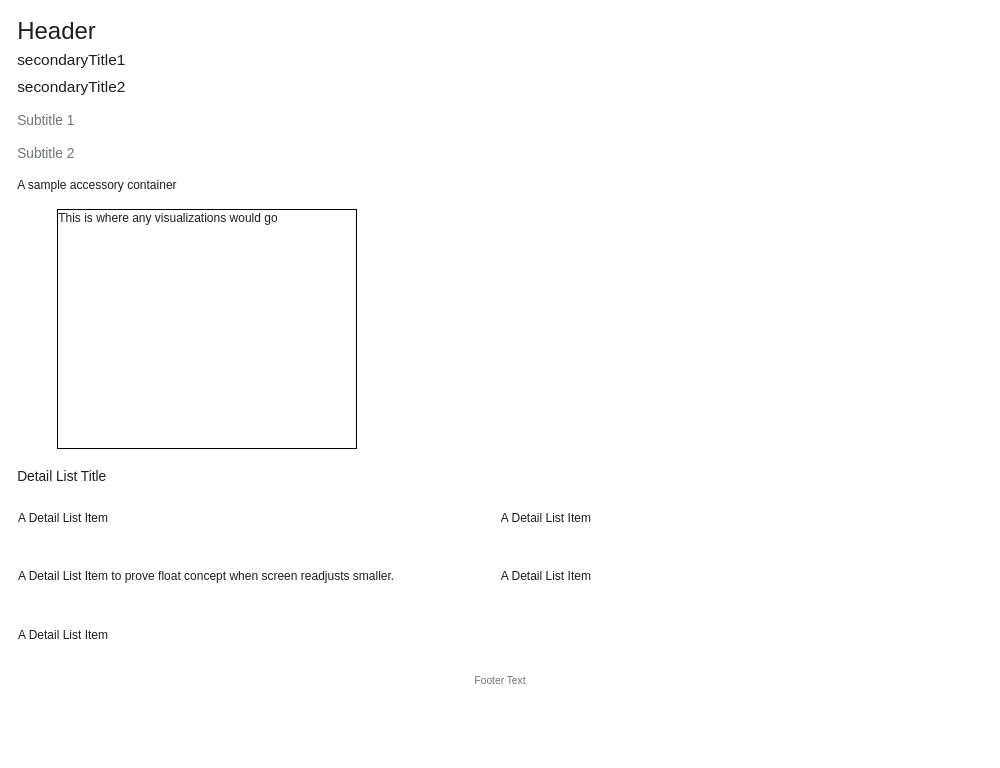 Header
secondaryTitle1
secondaryTitle2
Subtitle 1
Subtitle 2
A sample accessory container
This is where any visualizations would go
Detail List Title
A Detail List Item
A Detail List Item
A Detail List Item to prove float concept when screen readjusts smaller.
A Detail List Item
A Detail List Item
Footer Text